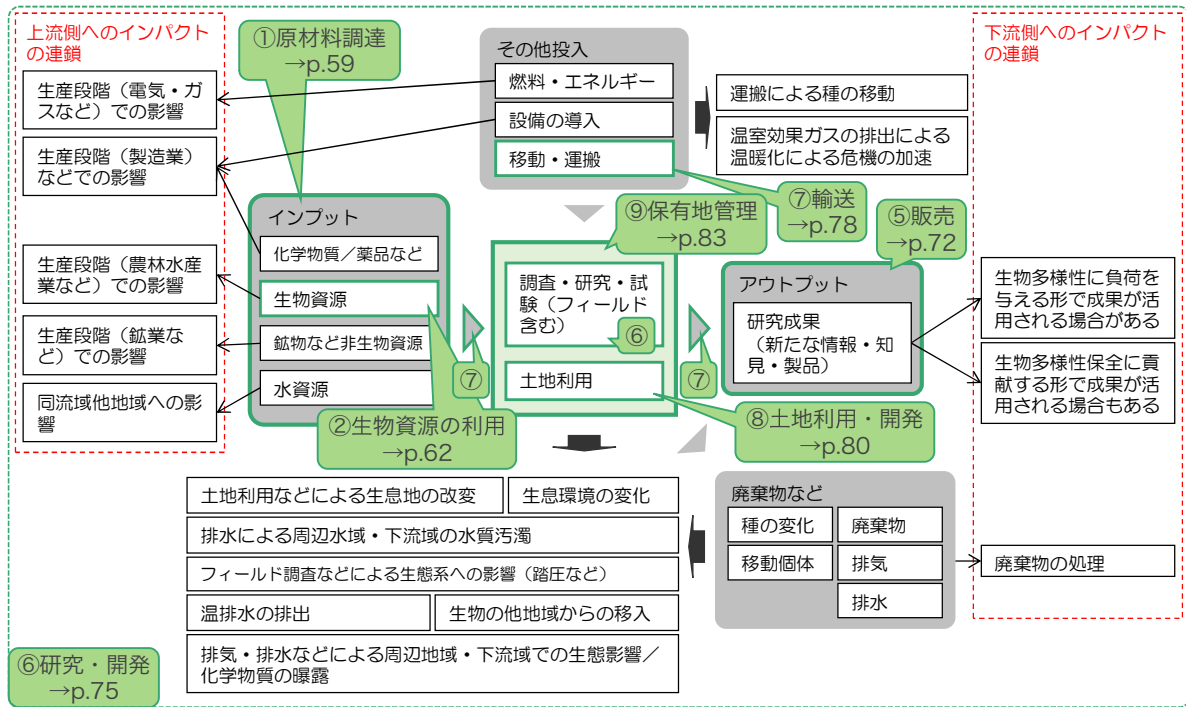 上流側へのインパクト
の連鎖
生産段階（電気・ガ
スなど）での影響
生産段階（製造業）
などでの影響
生産段階（農林水産
業など）での影響
生産段階（鉱業な
ど）での影響
同流域他地域への影
響
①原材料調達
→p.59
その他投入
燃料・エネルギー
設備の導入
移動・運搬
運搬による種の移動
温室効果ガスの排出による
温暖化による危機の加速
下流側へのインパクト
の連鎖
⑦輸送
→p.78
⑨保有地管理
→p.83
⑤販売
→p.72
インプット
化学物質／薬品など
生物資源
鉱物など非生物資源
水資源
②生物資源の利用
→p.62
⑦
調査・研究・試
験（フィールド
含む）
⑥
土地利用
⑦
⑧土地利用・開発
→p.80
アウトプット
研究成果
（新たな情報・知
見・製品）
生物多様性に負荷を
与える形で成果が活
用される場合がある
生物多様性保全に貢
献する形で成果が活
用される場合もある
土地利用などによる生息地の改変
生息環境の変化
排水による周辺水域・下流域の水質汚濁
フィールド調査などによる生態系への影響（踏圧など）
温排水の排出
生物の他地域からの移入
排気・排水などによる周辺地域・下流域での生態影響／
化学物質の曝露
廃棄物など
種の変化
廃棄物
移動個体
排気
排水
廃棄物の処理
⑥研究・開発
→p.75